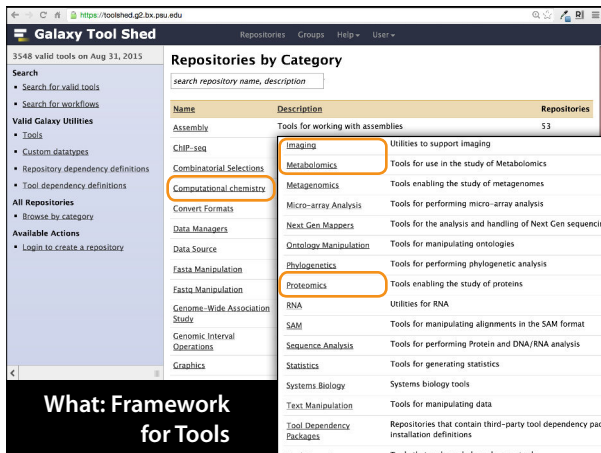 https://toolshed.g2.bx.psu.edu
Galaxy Tool Shed
Repositories Groups Help User
3548 valid tools on Aug 31, 2015
Search
Search for valid tools
Search for workflows
Valid Galaxy Utilities
Tools
Custom datatypes
Repository dependency definitions
Tool dependency definitions
All Repositories
Browse by category
Available Actions
Login to create a repository
Repositories by Category
search repository name, description
Name Description Repositories
Assembly Tools for working with assemblies 53
ChIP-seq
Combinatorial Selections
Computational chemistry
Convert Formats
Data Managers
Data Source
Fasta Manipulation
Fastq Manipulation
Genome-Wide Association
Study
Genomic Interval
Operations
Graphics
Imaging Utilities to support imaging
Metabolomics Tools for use in the study of Metabolomics
Metagenomics Tools enabling the study of metagenomes
Micro-array Analysis Tools for performing micro-array analysis
Next Gen Mappers Tools for the analysis and handling of Next Gen sequencin
Ontology Manipulation Tools for manipulating ontologies
Phylogenetics Tools for performing phylogenetic analysis
Proteomics Tools enabling the study of proteins
RNA Utilities for RNA
SAM Tools for manipulating alignments in the SAM format
Sequence Analysis Tools for performing Protein and DNA/RNA analysis
Statistics Tools for generating statistics
Systems Biology Systems biology tools
Text Manipulation Tools for manipulating data
Tool Dependency Repositories that contain third-party tool dependency pac
Packages installation definitions
What: Framework
for Tools